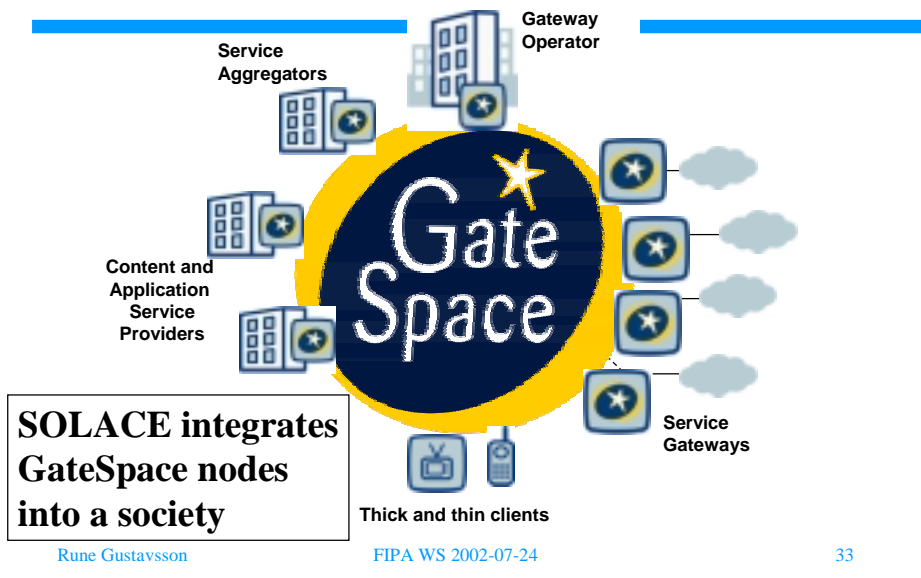 Gateway
Operator
Service
Aggregators
Gate
Space
Content and
Application
Service
Providers
Service
Gateways
SOLACE integrates
GateSpace nodes
into a society
Thick and thin clients
Rune Gustavsson FIPA WS 2002-07-24 33